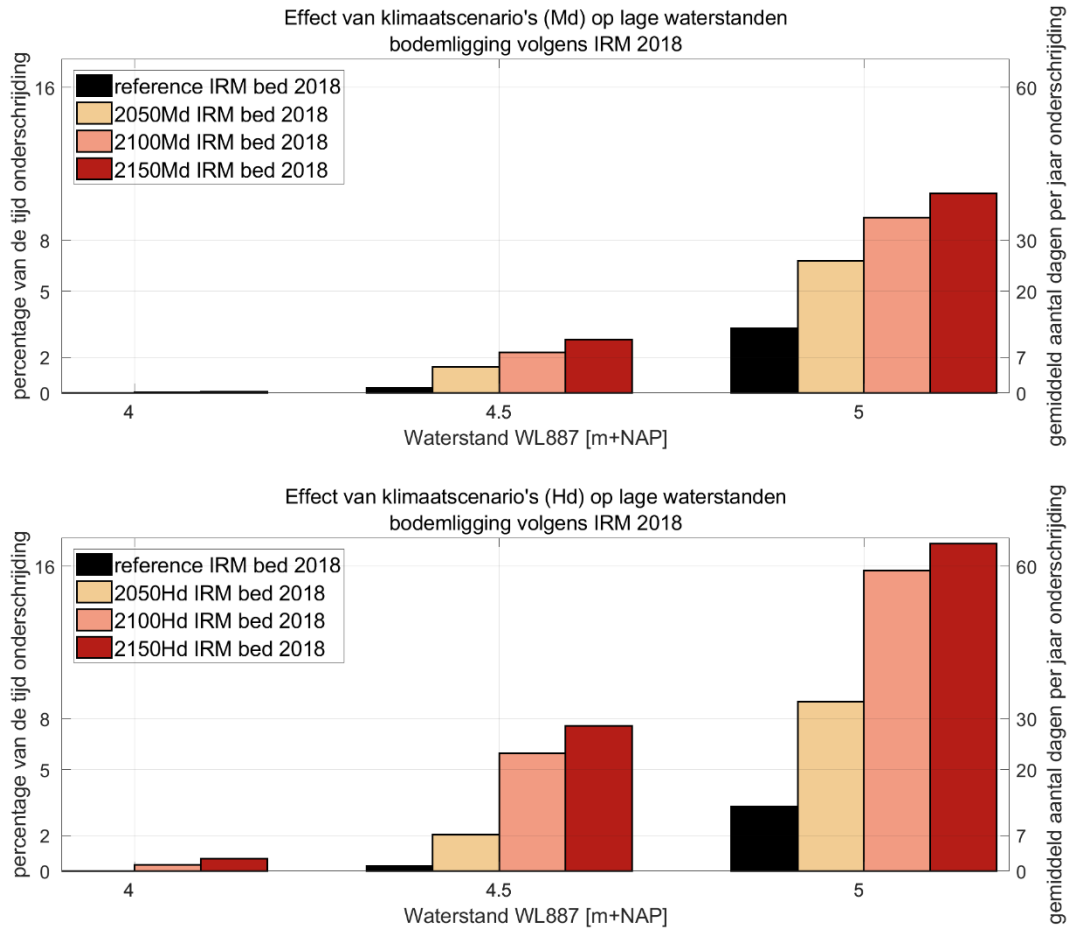 Effect van klimaatscenario's (Md) op lage waterstanden
bodemligging volgens IRM 2018
percentage van de tijd onderschrijding
16
8
5
2
0
reference IRM bed 2018
2050Md IRM bed 2018
2100Md IRM bed 2018
2150Md IRM bed 2018
60
30
20
7
0
gemiddeld aantal dagen per jaar onderschrijding
4
4.5
5
Waterstand WL887 [m+NAP]
Effect van klimaatscenario's (Hd) op lage waterstanden
bodemligging volgens IRM 2018
percentage van de tijd onderschrijding
16
8
5
2
0
reference IRM bed 2018
2050Hd IRM bed 2018
2100Hd IRM bed 2018
2150Hd IRM bed 2018
60
30
20
7
0
gemiddeld aantal dagen per jaar onderschrijding
4
4.5
5
Waterstand WL887 [m+NAP]